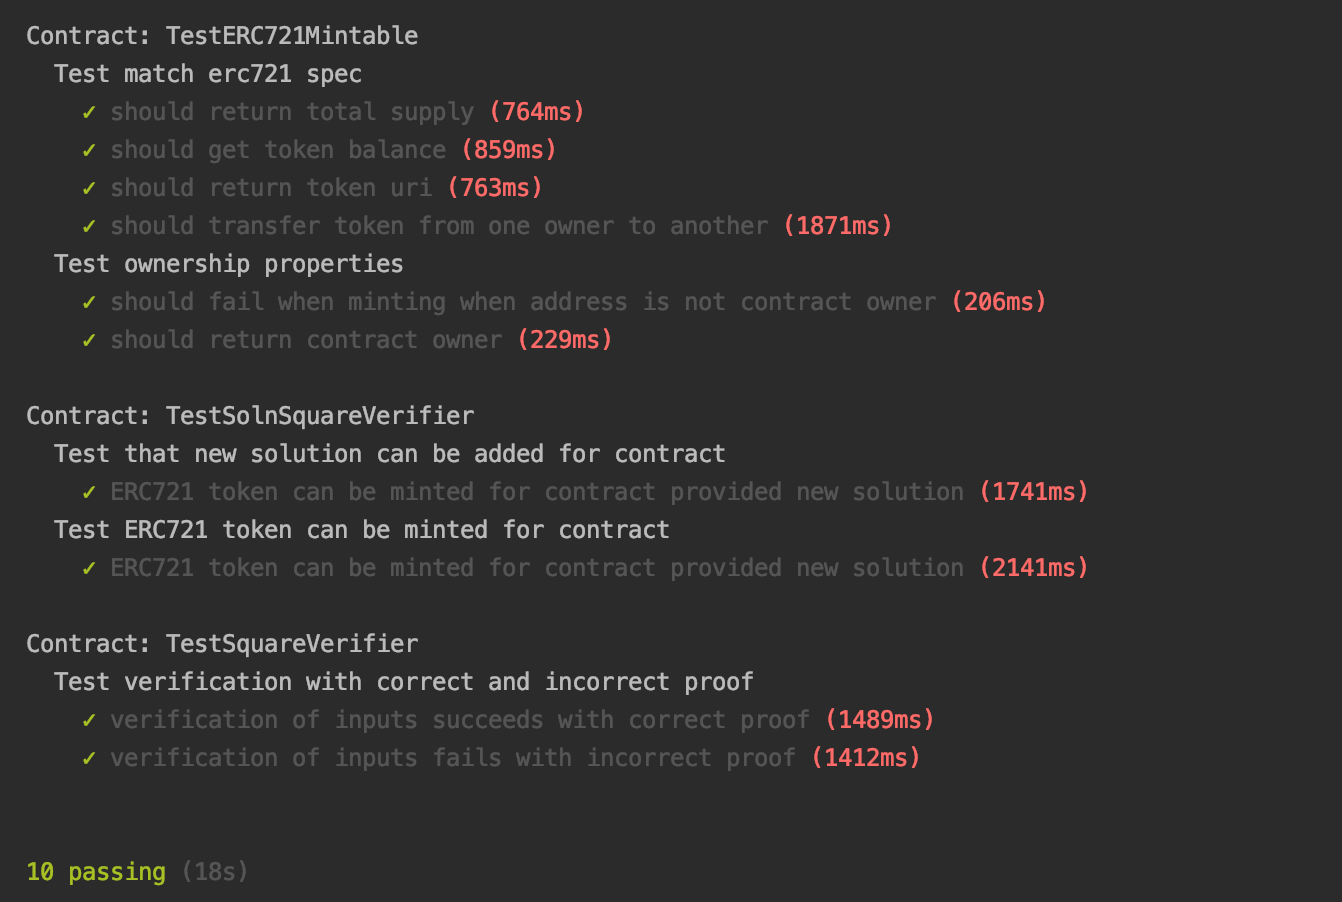 Contract: TestERC721Mintable
Test match erc721 spec
✓ should return total supply (764ms)
✓ should get token balance (859ms)
✓ should return token uri (763ms)
✓ should transfer token from one owner to another (1871ms)
Test ownership properties
✓ should fail when minting when address is not contract owner (206ms)
✓ should return contract owner (229ms)
Contract: TestSolnSquareVerifier
Test that new solution can be added for contract
✓ ERC721 token can be minted for contract provided new solution (1741ms)
Test ERC721 token can be minted for contract
✓ ERC721 token can be minted for contract provided new solution (2141ms)
Contract: TestSquareVerifier
Test verification with correct and incorrect proof
✓ verification of inputs succeeds with correct proof (1489ms)
✓ verification of inputs fails with incorrect proof (1412ms)
10 passing (18s)